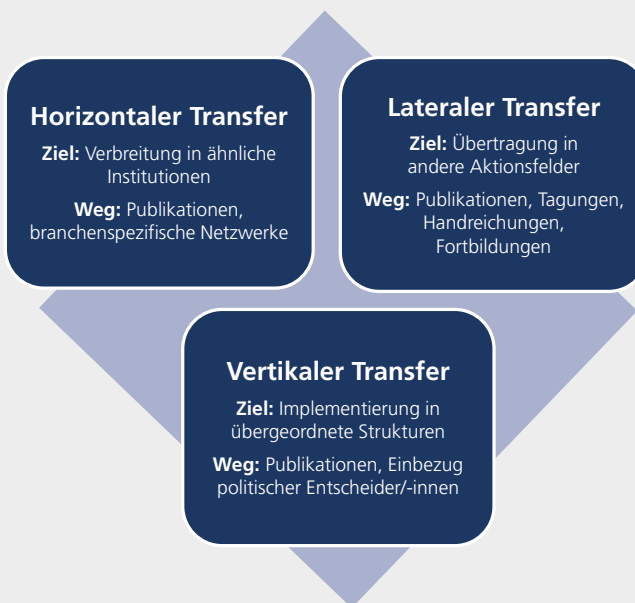 Horizontaler Transfer
Ziel: Verbreitung in ähnliche
Institutionen
Weg: Publikationen,
branchenspezifische Netzwerke
Lateraler Transfer
Ziel: Übertragung in
andere Aktionsfelder
Weg: Publikationen, Tagungen,
Handreichungen,
Fortbildungen
Vertikaler Transfer
Ziel: Implementierung in
übergeordnete Strukturen
Weg: Publikationen, Einbezug
politischer Entscheider/-innen